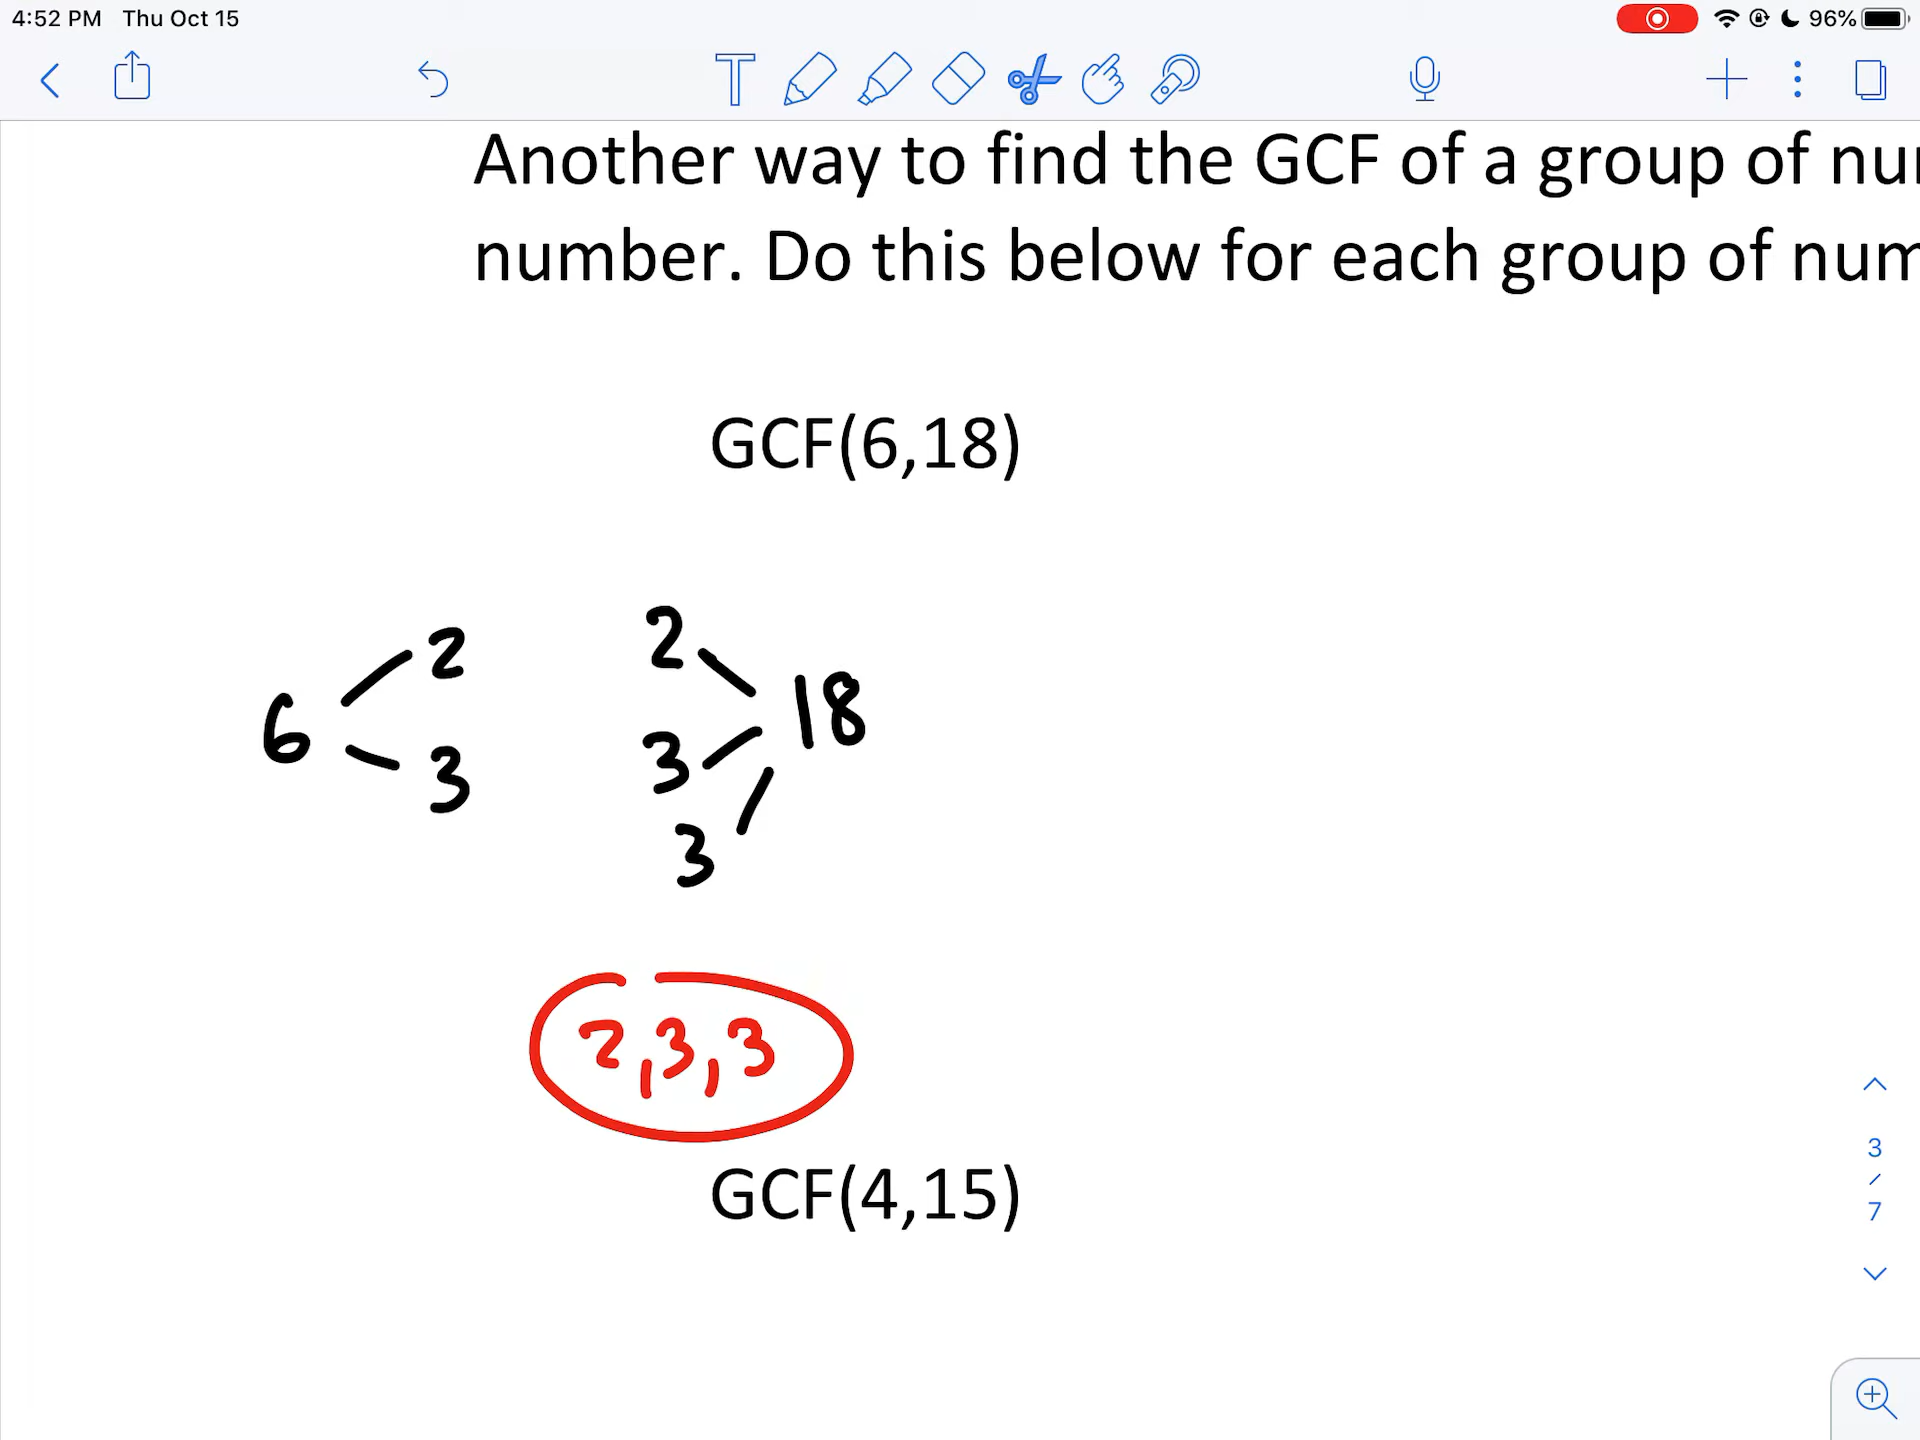 4:52 PM Thu Oct 15 96%
T
Another way to find the GCF of a group of
number. Do this below for each group of
GCF(6,18)
2 2
6 18
3 3
3
2,3,3
GCF(4,15)
3
/
7